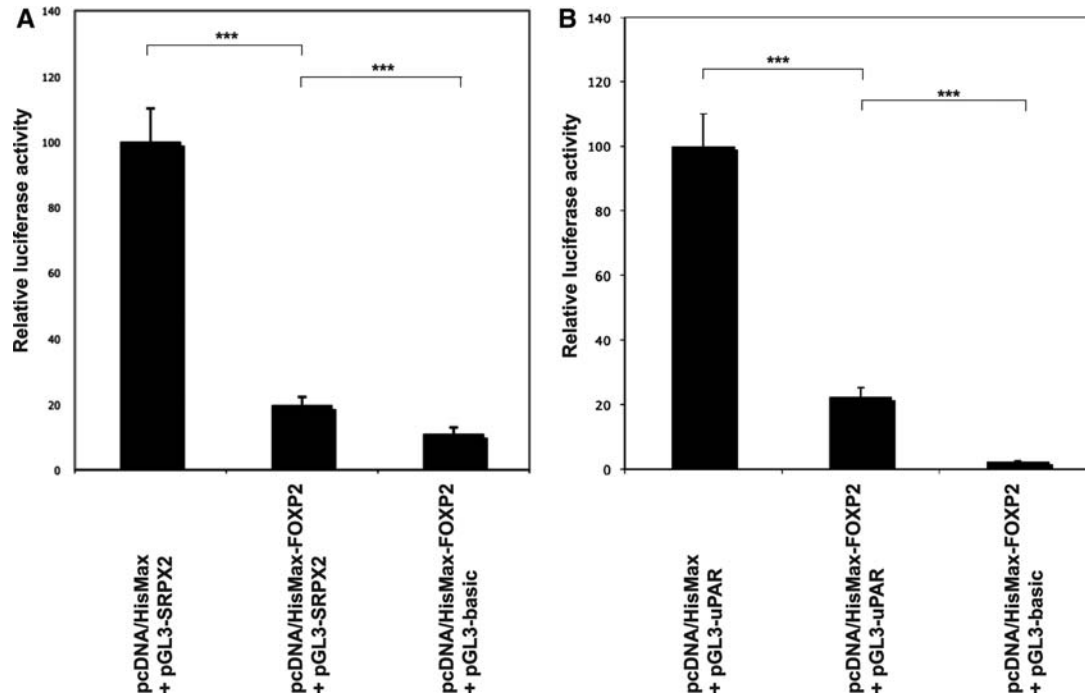 A
Relative luciferase activity
140
120
100
80
60
40
20
0
***
***
pcDNA/HisMax
+ pGL3-SRPX2
pcDNA/HisMax-FOXP2
+ pGL3-SRPX2
pcDNA/HisMax-FOXP2
+ pGL3-basic
B
Relative luciferase activity
140
120
100
80
60
40
20
0
***
***
pcDNA/HisMax
+ pGL3-uPAR
pcDNA/HisMax-FOXP2
+ pGL3-uPAR
pcDNA/HisMax-FOXP2
+ pGL3-basic